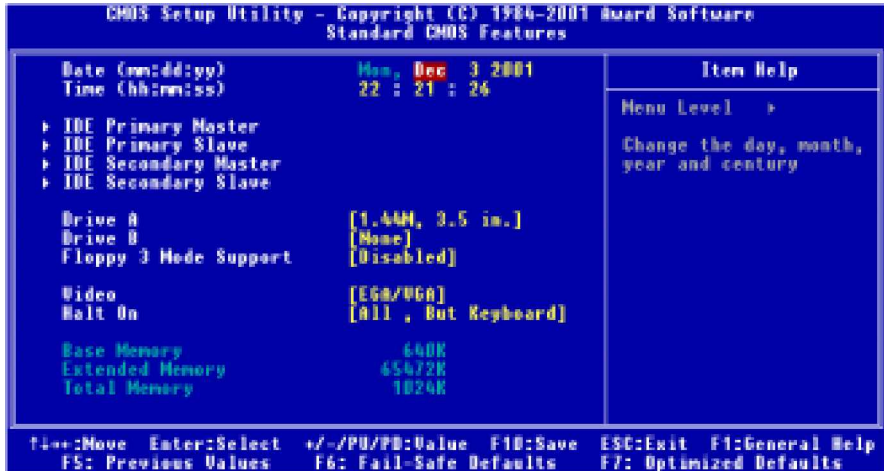 CMOS Setup Utility - Copyright (C) 1984-2001 Award Software
Standard CMOS Features
Date (mm:dd:yy) Mon, Dec 3 2001
Time (hh:mm:ss) 22 : 21 : 26
IDE Primary Master
IDE Primary Slave
IDE Secondary Master
IDE Secondary Slave
Drive A [1.44M, 3.5 in.]
Drive B [None]
Floppy 3 Mode Support [Disabled]
Video [EGA/VGA]
Halt On [All , But Keyboard]
Base Memory 640K
Extended Memory 65472K
Total Memory 1024K
Item Help
Menu Level ▸
Change the day, month,
year and century
↑↓→←:Move Enter:Select +/-/PU/PD:Value F10:Save ESC:Exit F1:General Help
F5: Previous Values F6: Fail-Safe Defaults F7: Optimized Defaults